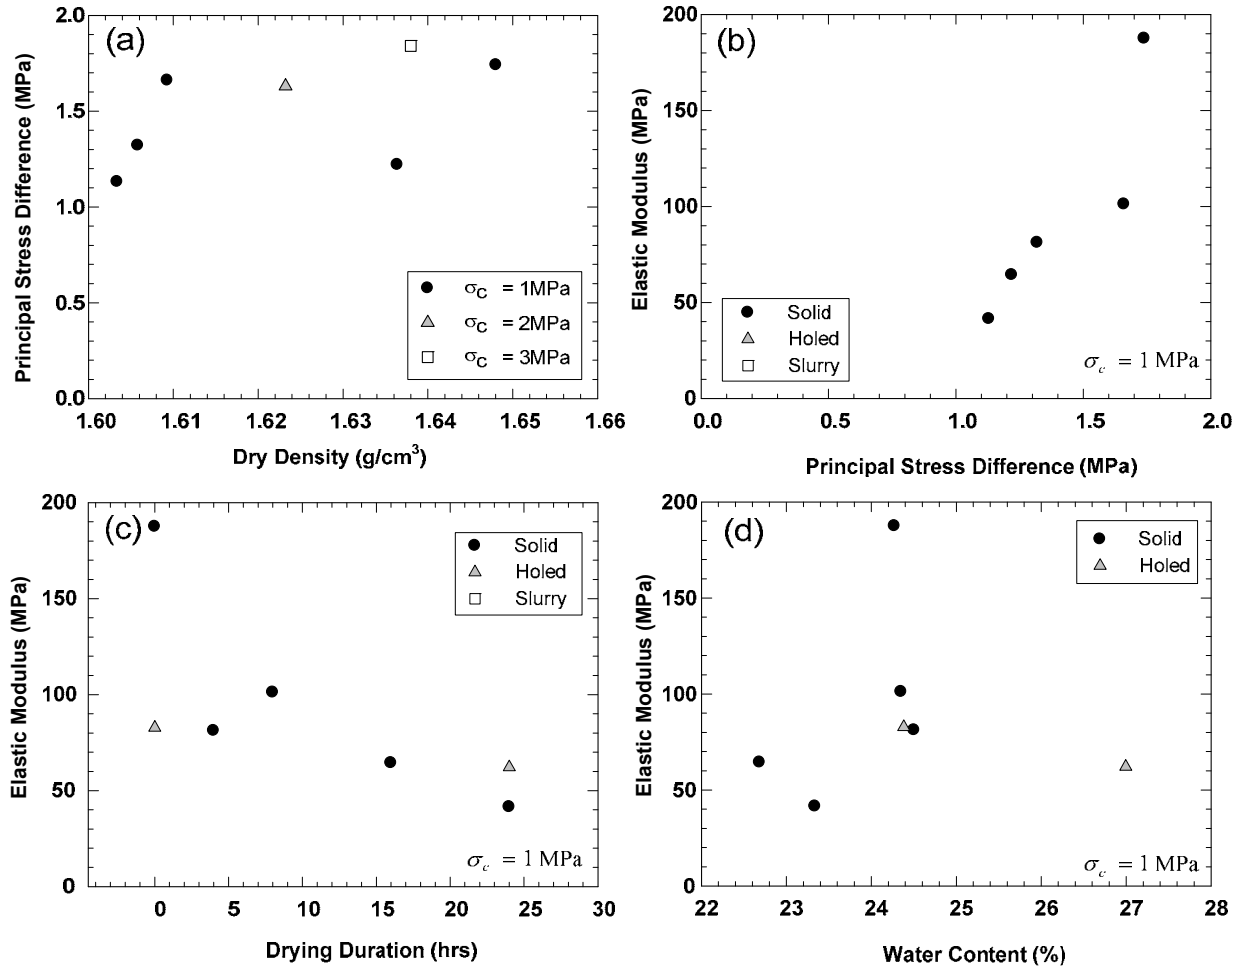 (a)
Principal Stress Difference (MPa)
2.0
1.5
1.0
0.5
0.0
σC = 1MPa
σC = 2MPa
σC = 3MPa
1.60 1.61 1.62 1.63 1.64 1.65 1.66
Dry Density (g/cm³)
(b)
Elastic Modulus (MPa)
200
150
100
50
0
Solid
Holed
Slurry
σc = 1 MPa
0.0 0.5 1.0 1.5 2.0
Principal Stress Difference (MPa)
(c)
Elastic Modulus (MPa)
200
150
100
50
0
Solid
Holed
Slurry
σc = 1 MPa
0 5 10 15 20 25 30
Drying Duration (hrs)
(d)
Elastic Modulus (MPa)
200
150
100
50
0
Solid
Holed
σc = 1 MPa
22 23 24 25 26 27 28
Water Content (%)